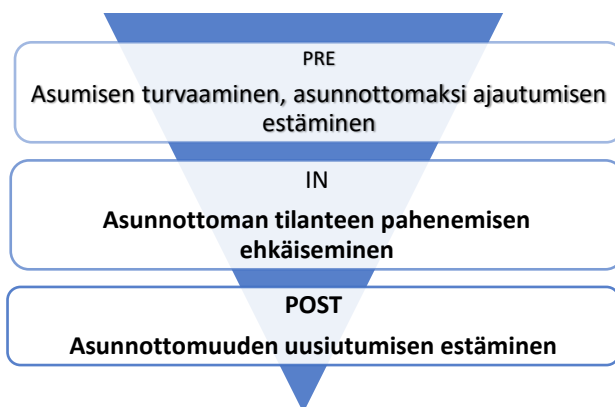 PRE
Asumisen turvaaminen, asunnottomaksi ajautumisen
estäminen
IN
Asunnottoman tilanteen pahenemisen
ehkäiseminen
POST
Asunnottomuuden uusiutumisen estäminen